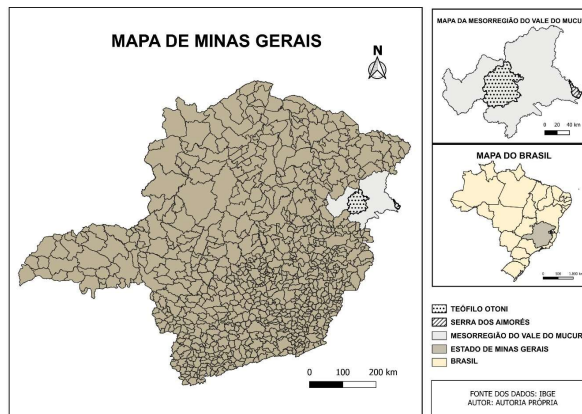 MAPA DE MINAS GERAIS
N
0 100 200 km
MAPA DA MESORREGIÃO DO VALE DO MUCURI
0 20 40 km
MAPA DO BRASIL
TEÓFILO OTONI
SERRA DOS AIMORÉS
MESORREGIÃO DO VALE DO MUCURI
ESTADO DE MINAS GERAIS
BRASIL
FONTE DOS DADOS: IBGE
AUTOR: AUTORIA PRÓPRIA